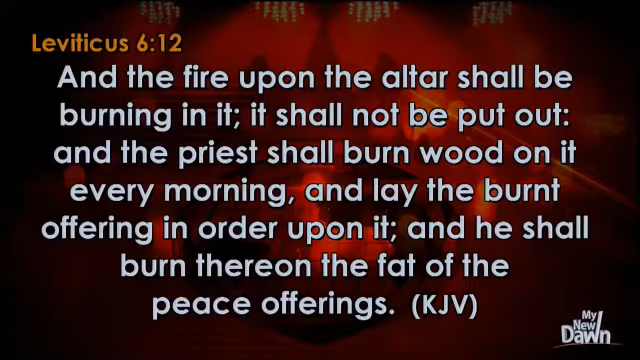 Leviticus 6:12
And the fire upon the altar shall be
burning in it; it shall not be put out:
and the priest shall burn wood on it
every morning, and lay the burnt
offering in order upon it; and he shall
burn thereon the fat of the
peace offerings. (KJV)
My
New
Dawn